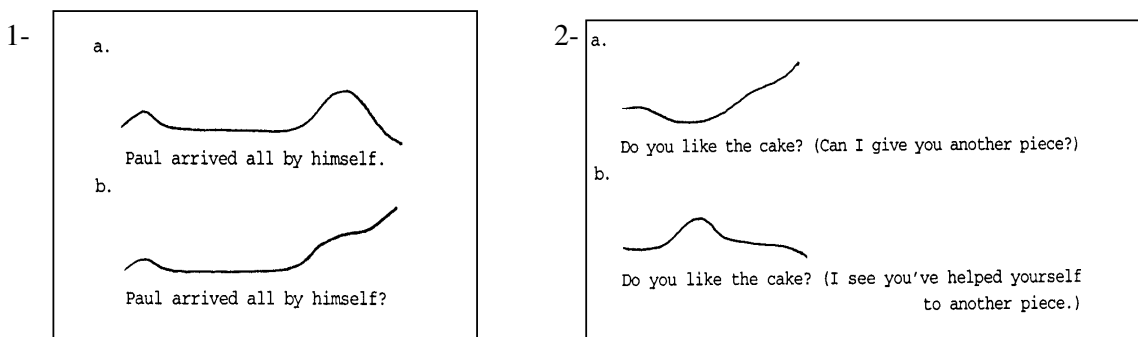 1-
a.
Paul arrived all by himself.
b.
Paul arrived all by himself?
2-
a.
Do you like the cake? (Can I give you another piece?)
b.
Do you like the cake? (I see you've helped yourself
to another piece.)